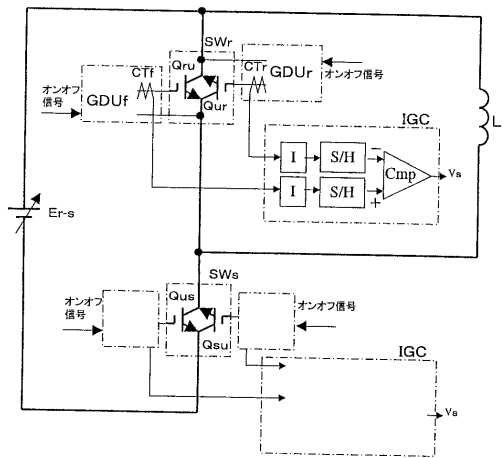 SWr
Qru
CTf
CTr
GDUr
オンオフ信号
オンオフ
信号
GDUf
Qur
IGC
L
I
S/H
−
Cmp
Vs
I
S/H
+
Er-s
SWs
Qus
オンオフ
信号
オンオフ信号
Qsu
IGC
Vs